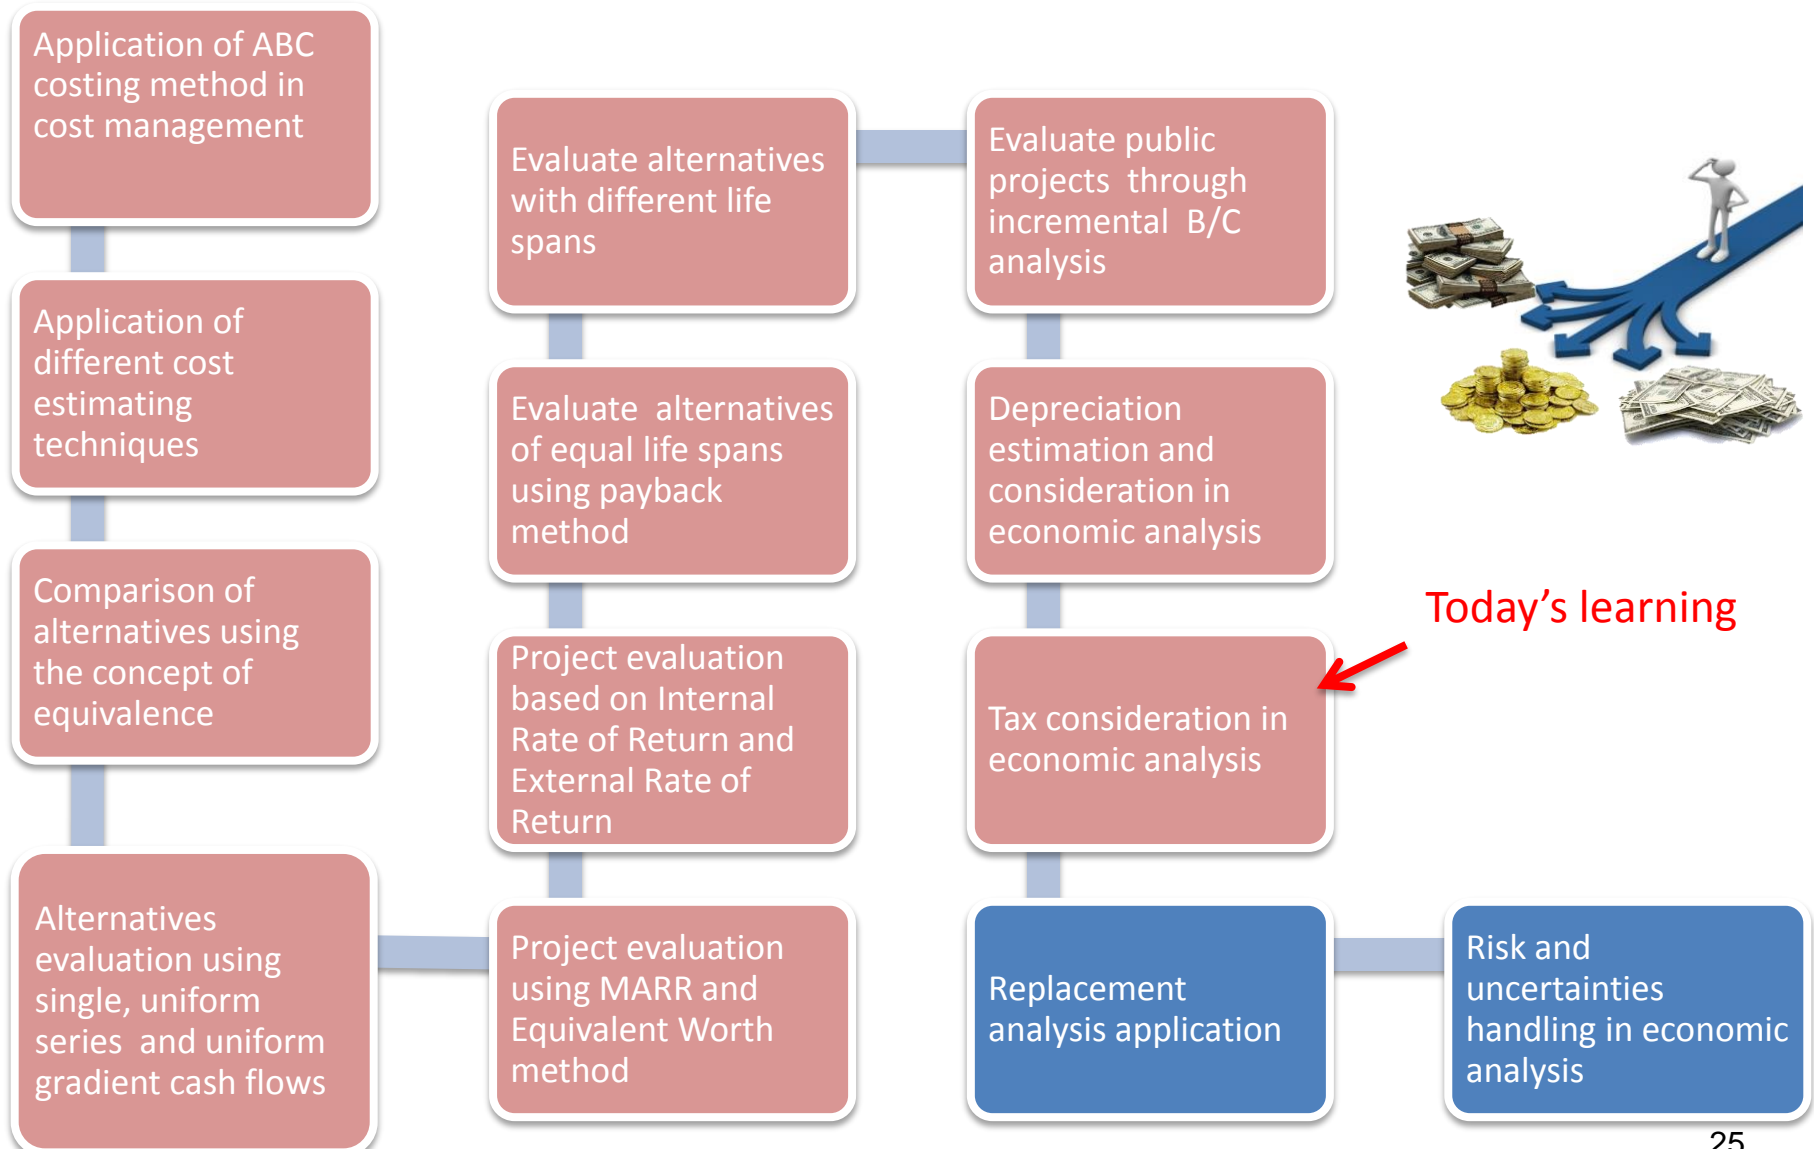 Application of ABC
costing method in
cost management
Application of
different cost
estimating
techniques
Comparison of
alternatives using
the concept of
equivalence
Alternatives
evaluation using
single, uniform
series and uniform
gradient cash flows
Project evaluation
using MARR and
Equivalent Worth
method
Project evaluation
based on Internal
Rate of Return and
External Rate of
Return
Evaluate alternatives
of equal life spans
using payback
method
Evaluate alternatives
with different life
spans
Evaluate public
projects through
incremental B/C
analysis
Depreciation
estimation and
consideration in
economic analysis
Tax consideration in
economic analysis
Today’s learning
Replacement
analysis application
Risk and
uncertainties
handling in economic
analysis
25